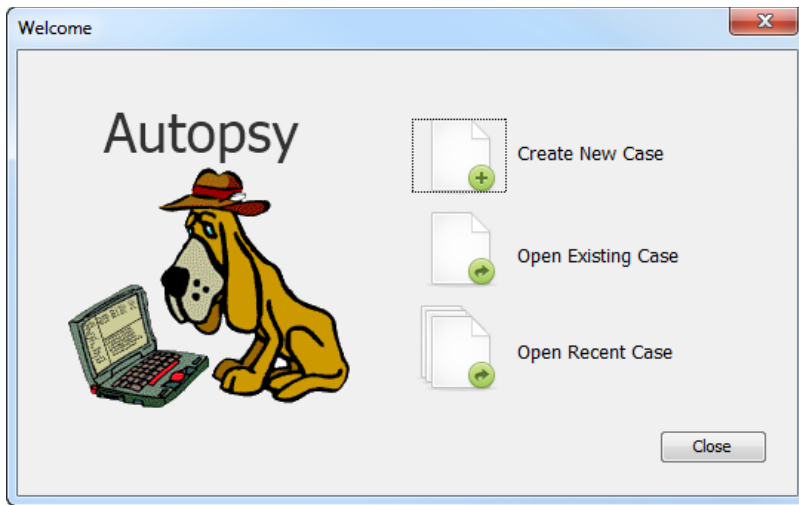 Welcome
Autopsy
Create New Case
Open Existing Case
Open Recent Case
Close